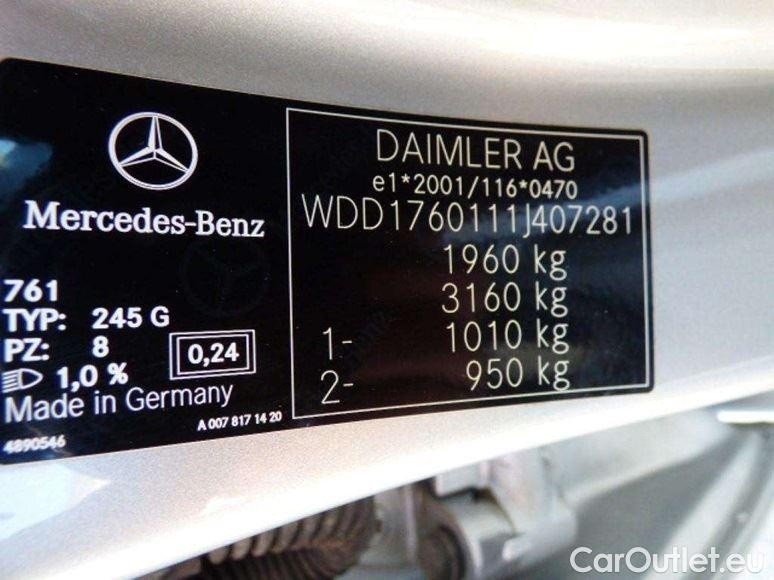 Mercedes-Benz
761
TYP: 245 G
PZ: 8
0,24
1,0 %
Made in Germany
A 007 817 14 20
4890546
DAIMLER AG
e1*2001/116*0470
WDD1760111J407281
1960 kg
3160 kg
1- 1010 kg
2- 950 kg
CarOutlet.eu